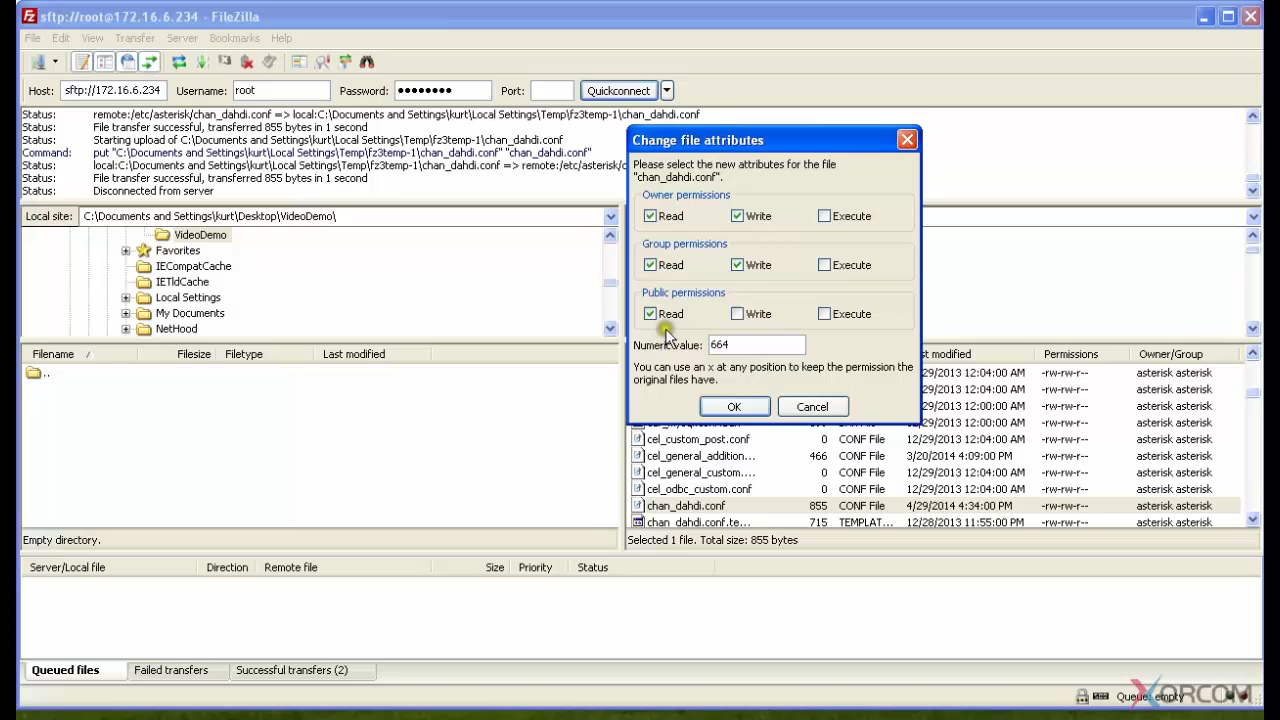 sftp://root@172.16.6.234 - FileZilla
File Edit View Transfer Server Bookmarks Help
Host: sftp://172.16.6.234 Username: root Password: ●●●●●●●● Port: Quickconnect
Status: remote:/etc/asterisk/chan_dahdi.conf => local:C:\Documents and Settings\kurt\Local Settings\Temp\fz3temp-1\chan_dahdi.conf
Status: File transfer successful, transferred 855 bytes in 1 second
Status: Starting upload of C:\Documents and Settings\kurt\Local Settings\Temp\fz3temp-1\chan_dahdi.conf
Command: put "C:\Documents and Settings\kurt\Local Settings\Temp\fz3temp-1\chan_dahdi.conf" "chan_dahdi.conf"
Status: local:C:\Documents and Settings\kurt\Local Settings\Temp\fz3temp-1\chan_dahdi.conf => remote:/etc/asterisk/c
Status: File transfer successful, transferred 855 bytes in 1 second
Status: Disconnected from server
Local site: C:\Documents and Settings\kurt\Desktop\VideoDemo\
VideoDemo
Favorites
IECompatCache
IETldCache
Local Settings
My Documents
NetHood
Filename Filesize Filetype Last modified
..
Empty directory.
Change file attributes
Please select the new attributes for the file
"chan_dahdi.conf".
Owner permissions
Read Write Execute
Group permissions
Read Write Execute
Public permissions
Read Write Execute
Numeric value: 664
You can use an x at any position to keep the permission the
original files have.
OK Cancel
modified Permissions Owner/Group
/29/2013 12:04:00 AM -rw-rw-r-- asterisk asterisk
/29/2013 12:04:00 AM -rw-rw-r-- asterisk asterisk
/29/2013 12:00:00 AM -rw-rw-r-- asterisk asterisk
12/29/2013 12:00:00 AM -rw-rw-r-- asterisk asterisk
cel_custom_post.conf 0 CONF File 12/29/2013 12:04:00 AM -rw-rw-r-- asterisk asterisk
cel_general_addition... 466 CONF File 3/20/2014 4:09:00 PM -rw-rw-r-- asterisk asterisk
cel_general_custom.... 0 CONF File 12/29/2013 12:04:00 AM -rw-rw-r-- asterisk asterisk
cel_odbc_custom.conf 0 CONF File 12/29/2013 12:04:00 AM -rw-rw-r-- asterisk asterisk
chan_dahdi.conf 855 CONF File 4/29/2014 4:34:00 PM -rw-rw-r-- asterisk asterisk
chan_dahdi.conf.te... 715 TEMPLAT... 12/28/2013 11:55:00 PM -rw-rw-r-- asterisk asterisk
Selected 1 file. Total size: 855 bytes
Server/Local file Direction Remote file Size Priority Status
Queued files Failed transfers Successful transfers (2)
Queue: empty
XORCOM